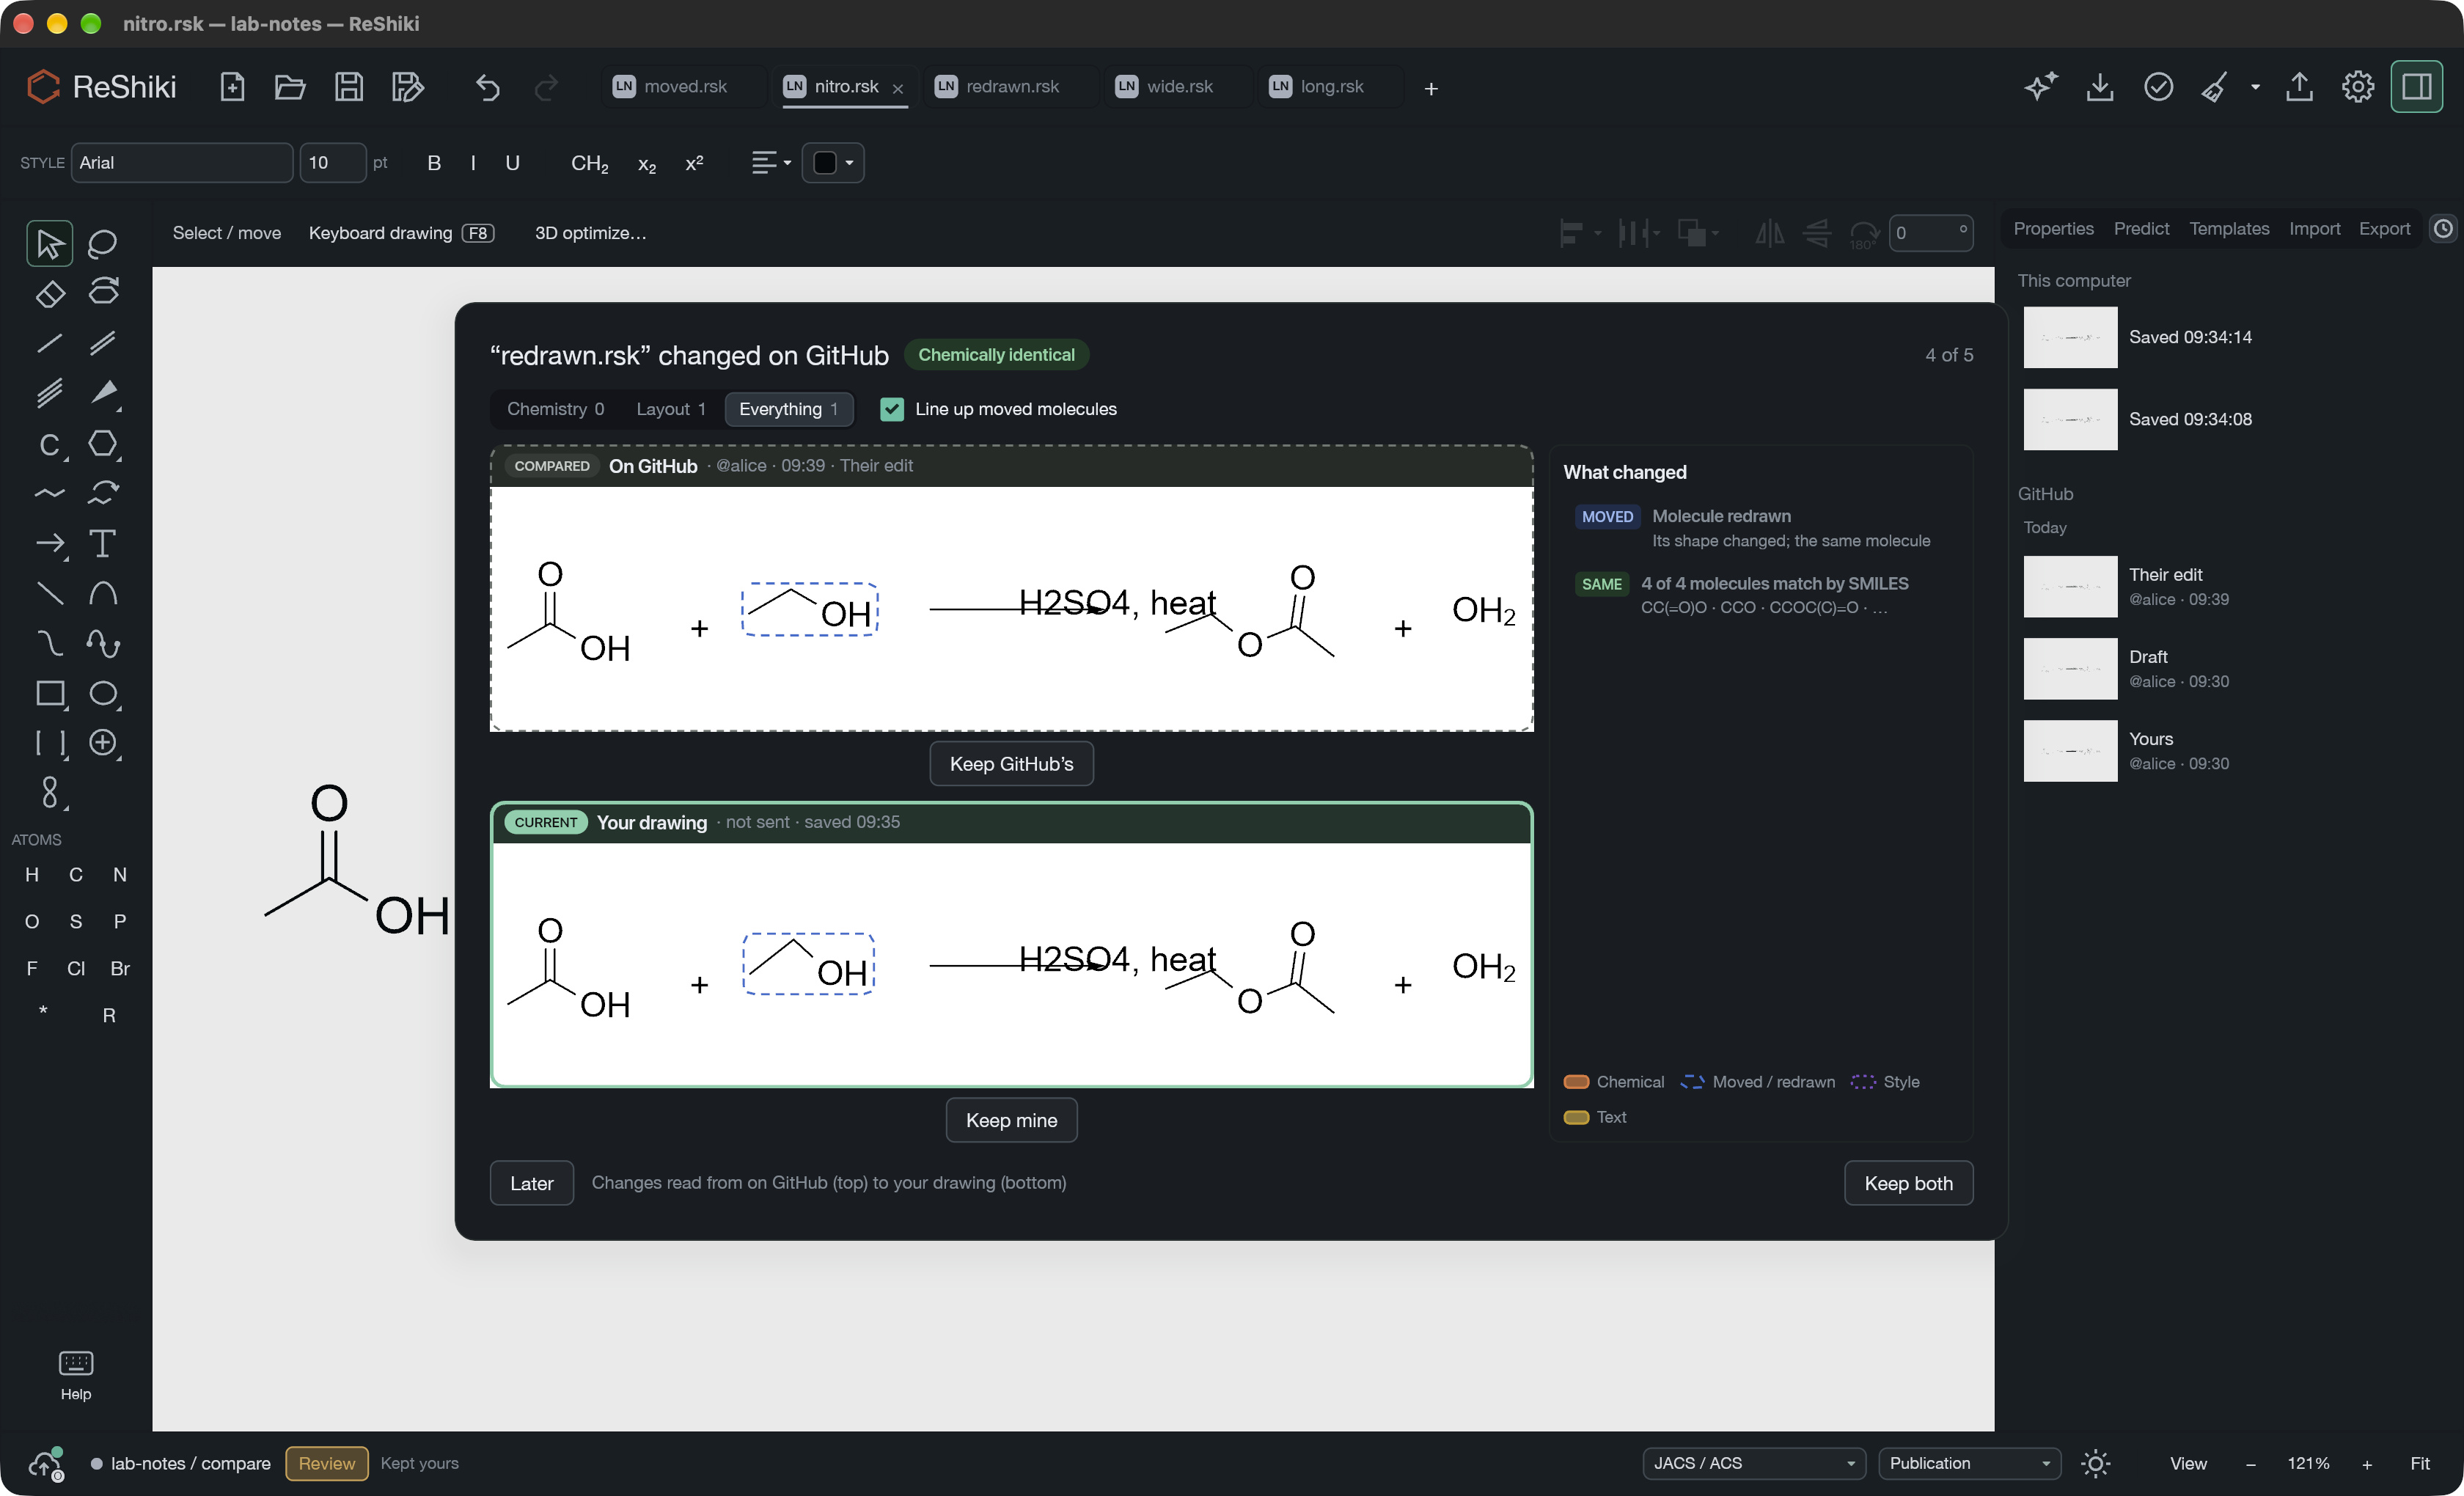 nitro.rsk — lab-notes — ReShiki
ReShiki
LN moved.rsk
LN nitro.rsk ×
LN redrawn.rsk
LN wide.rsk
LN long.rsk
+
STYLE Arial 10 pt B I U CH₂ x₂ x²
Select / move Keyboard drawing F8 3D optimize…
180° 0 °
Properties Predict Templates Import Export
C
T
ATOMS
H C N
O S P
F Cl Br
* R
Help
O
OH
“redrawn.rsk” changed on GitHub Chemically identical 4 of 5
Chemistry 0 Layout 1 Everything 1 Line up moved molecules
COMPARED On GitHub · @alice · 09:39 · Their edit
O
OH
+
OH
H2SO4, heat
O
O
+
OH₂
Keep GitHub’s
CURRENT Your drawing · not sent · saved 09:35
O
OH
+
OH
H2SO4, heat
O
O
+
OH₂
Keep mine
What changed
MOVED Molecule redrawn
Its shape changed; the same molecule
SAME 4 of 4 molecules match by SMILES
CC(=O)O · CCO · CCOC(C)=O · …
Chemical Moved / redrawn Style
Text
Later Changes read from on GitHub (top) to your drawing (bottom) Keep both
This computer
Saved 09:34:14
Saved 09:34:08
GitHub
Today
Their edit
@alice · 09:39
Draft
@alice · 09:30
Yours
@alice · 09:30
lab-notes / compare Review Kept yours
JACS / ACS Publication View − 121% + Fit